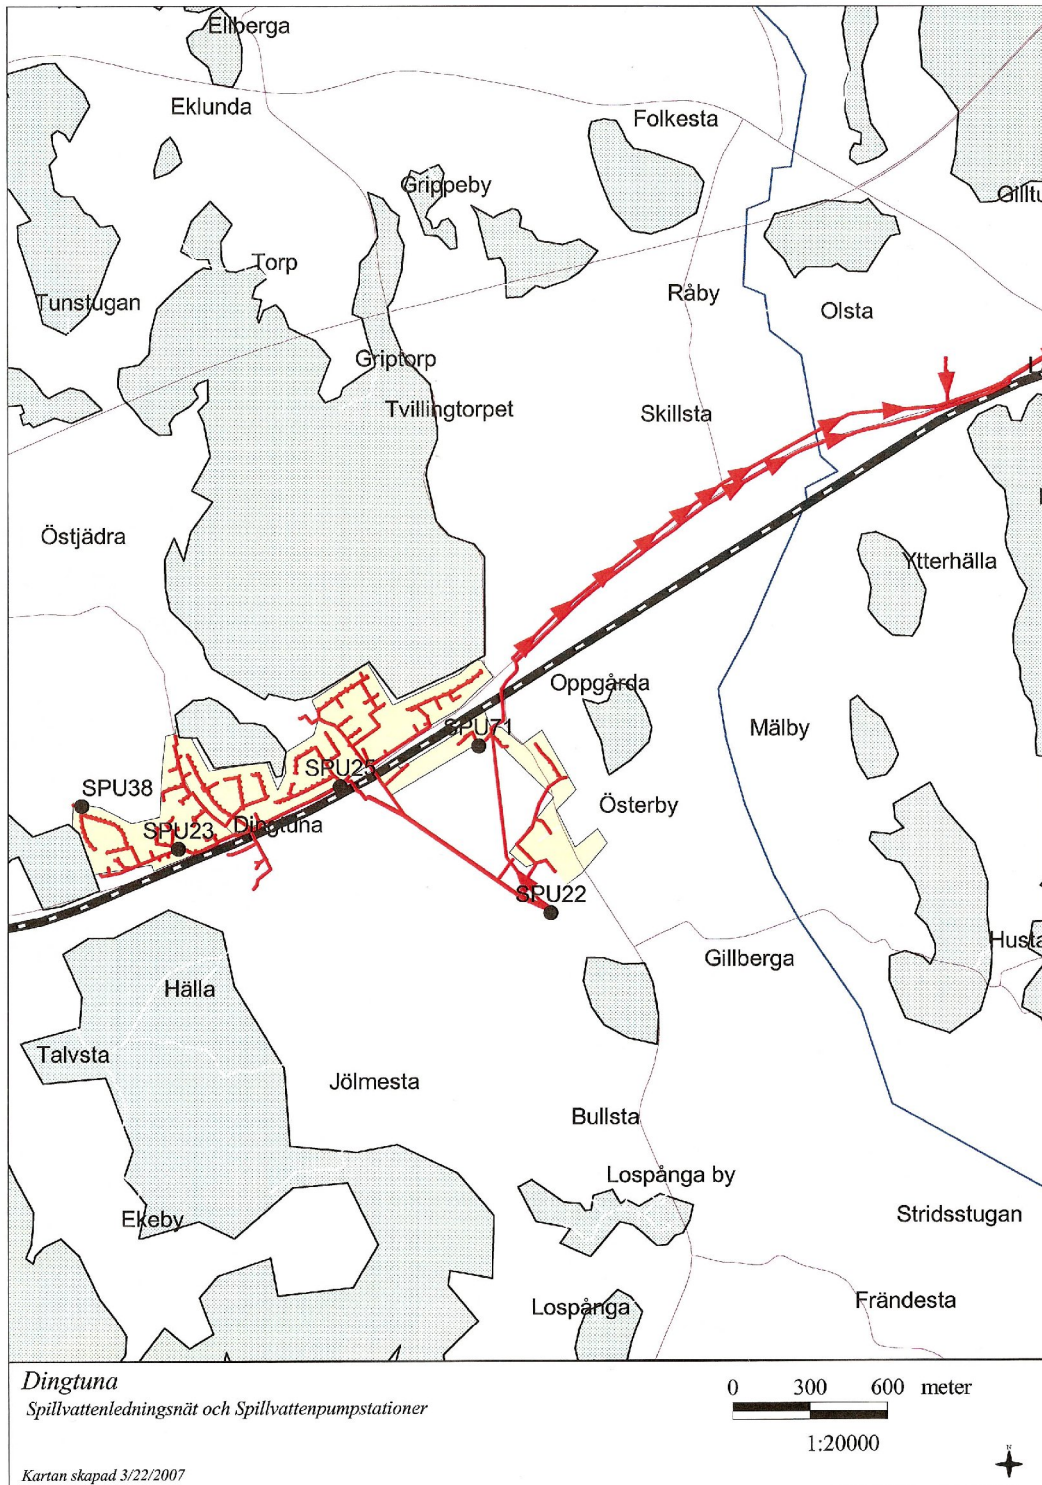 Ellberga
Eklunda
Folkesta
Grippeby
Gilltu
Torp
Råby
Tunstugan
Olsta
Griptorp
Tvillingtorpet
Skillsta
Östjädra
Ytterhälla
Oppgårda
SPU71
Mälby
SPU25
SPU38
Österby
SPU23
Dingtuna
SPU22
Husta
Gillberga
Hälla
Talvsta
Jölmesta
Bullsta
Lospånga by
Ekeby
Stridsstugan
Lospånga
Frändesta
Dingtuna
Spillvattenledningsnät och Spillvattenpumpstationer
0 300 600 meter
1:20000
N
Kartan skapad 3/22/2007